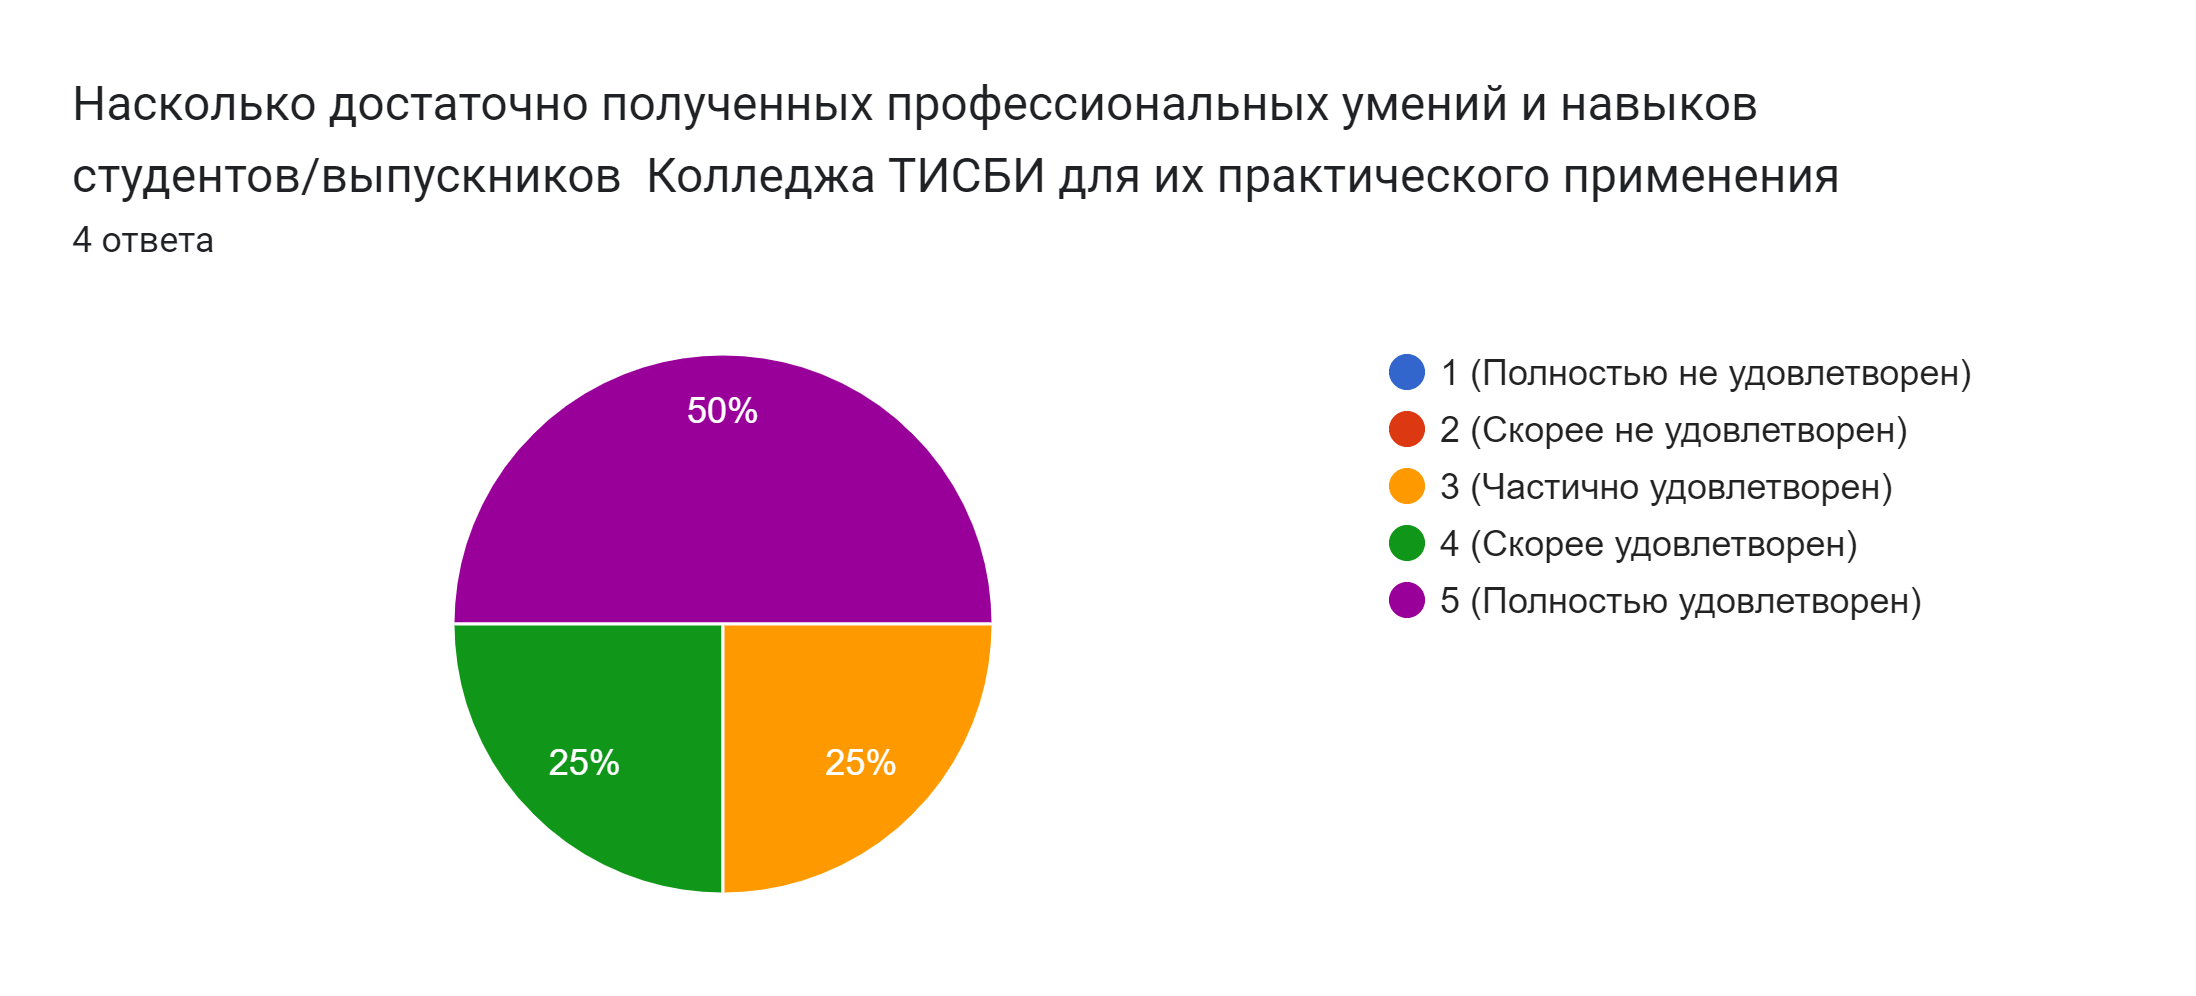 Насколько достаточно полученных профессиональных умений и навыков
студентов/выпускников  Колледжа ТИСБИ для их практического применения
4 ответа
50%
25%
25%
1 (Полностью не удовлетворен)
2 (Скорее не удовлетворен)
3 (Частично удовлетворен)
4 (Скорее удовлетворен)
5 (Полностью удовлетворен)